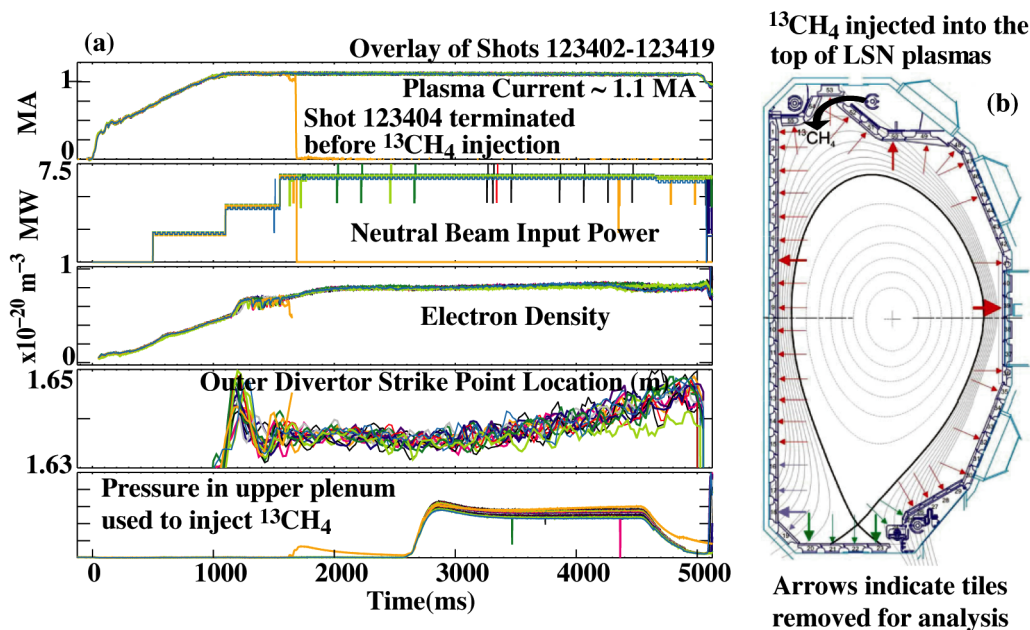 (a)
Overlay of Shots 123402-123419
1
MA
0
Plasma Current ~ 1.1 MA
Shot 123404 terminated
before ¹³CH₄ injection
7.5
MW
1
Neutral Beam Input Power
1
x10⁻²⁰ m⁻³
0
Electron Density
1.65
Outer Divertor Strike Point Location (m)
1.63
Pressure in upper plenum
used to inject ¹³CH₄
0 1000 2000 3000 4000 5000
Time(ms)
¹³CH₄ injected into the
top of LSN plasmas
(b)
¹³CH₄
Arrows indicate tiles
removed for analysis